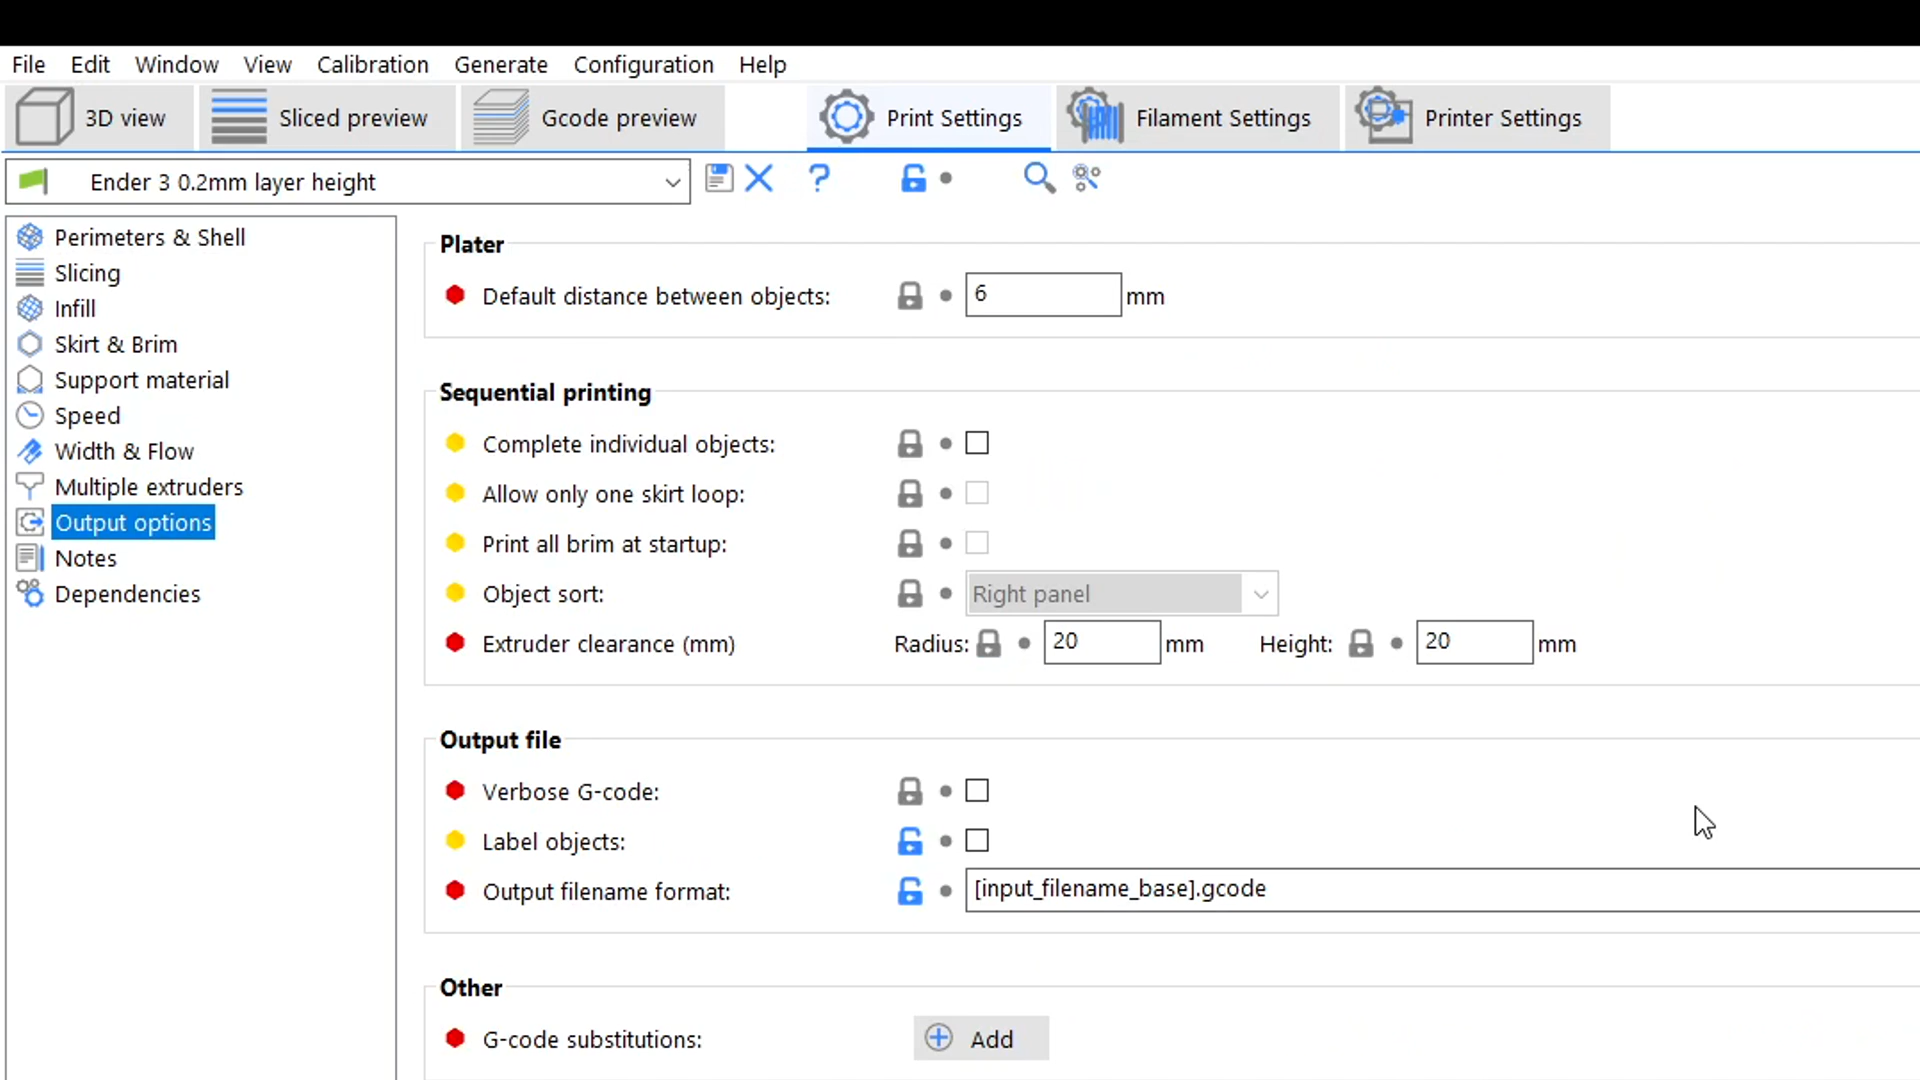 File Edit Window View Calibration Generate Configuration Help
3D view Sliced preview Gcode preview Print Settings Filament Settings Printer Settings
Ender 3 0.2mm layer height ?
Perimeters & Shell
Slicing
Infill
Skirt & Brim
Support material
Speed
Width & Flow
Multiple extruders
Output options
Notes
Dependencies
Plater
Default distance between objects: 6 mm
Sequential printing
Complete individual objects:
Allow only one skirt loop:
Print all brim at startup:
Object sort: Right panel
Extruder clearance (mm) Radius: 20 mm Height: 20 mm
Output file
Verbose G-code:
Label objects:
Output filename format: [input_filename_base].gcode
Other
G-code substitutions: Add